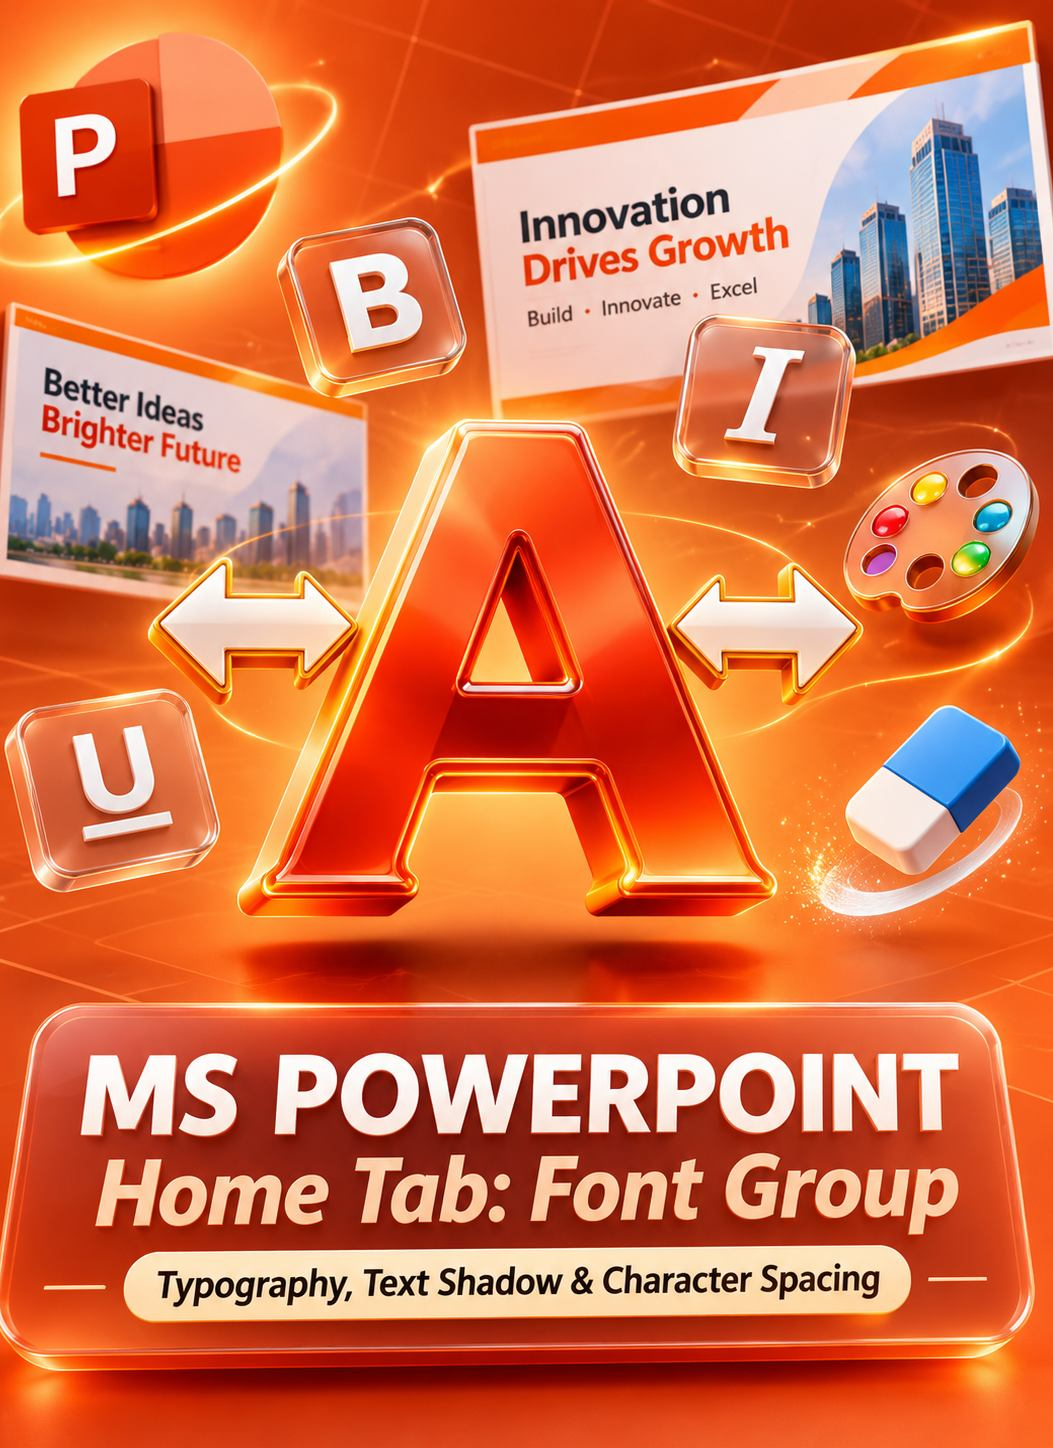 P
Innovation
Drives Growth
Build • Innovate • Excel
B
I
Better Ideas
Brighter Future
A
U
MS POWERPOINT
Home Tab: Font Group
Typography, Text Shadow & Character Spacing